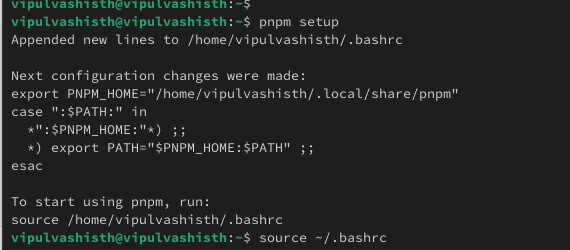 vipulvashisth@vipulvashisth:~$
vipulvashisth@vipulvashisth:~$ pnpm setup
Appended new lines to /home/vipulvashisth/.bashrc

Next configuration changes were made:
export PNPM_HOME="/home/vipulvashisth/.local/share/pnpm"
case ":$PATH:" in
  *":$PNPM_HOME:"*) ;;
  *) export PATH="$PNPM_HOME:$PATH" ;;
esac

To start using pnpm, run:
source /home/vipulvashisth/.bashrc
vipulvashisth@vipulvashisth:~$ source ~/.bashrc